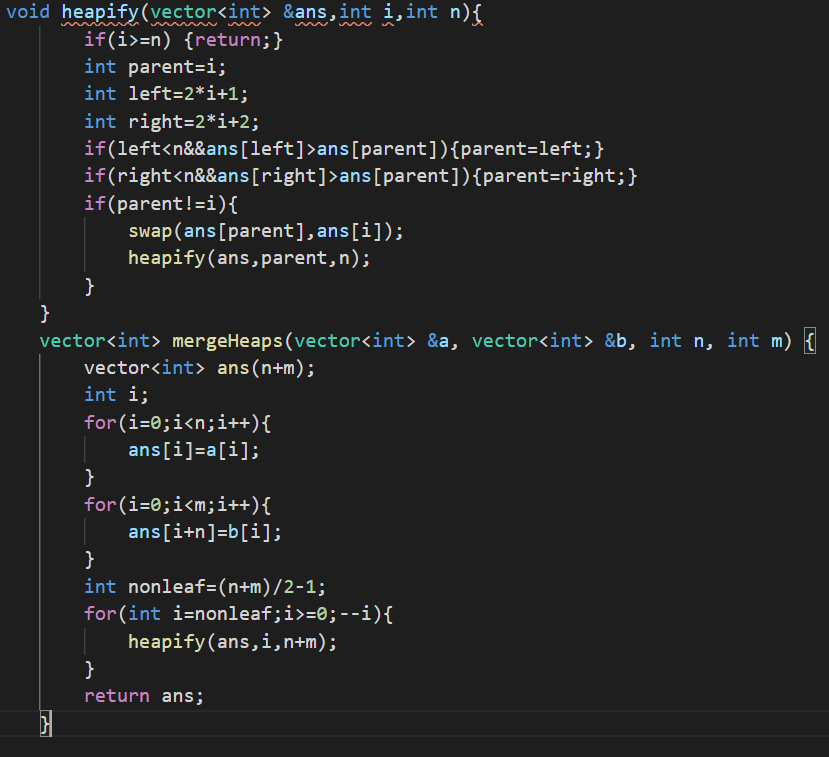 void heapify(vector<int> &ans,int i,int n){
if(i>=n) {return;}
int parent=i;
int left=2*i+1;
int right=2*i+2;
if(left<n&&ans[left]>ans[parent]){parent=left;}
if(right<n&&ans[right]>ans[parent]){parent=right;}
if(parent!=i){
swap(ans[parent],ans[i]);
heapify(ans,parent,n);
}
}
vector<int> mergeHeaps(vector<int> &a, vector<int> &b, int n, int m) {
vector<int> ans(n+m);
int i;
for(i=0;i<n;i++){
ans[i]=a[i];
}
for(i=0;i<m;i++){
ans[i+n]=b[i];
}
int nonleaf=(n+m)/2-1;
for(int i=nonleaf;i>=0;--i){
heapify(ans,i,n+m);
}
return ans;
}